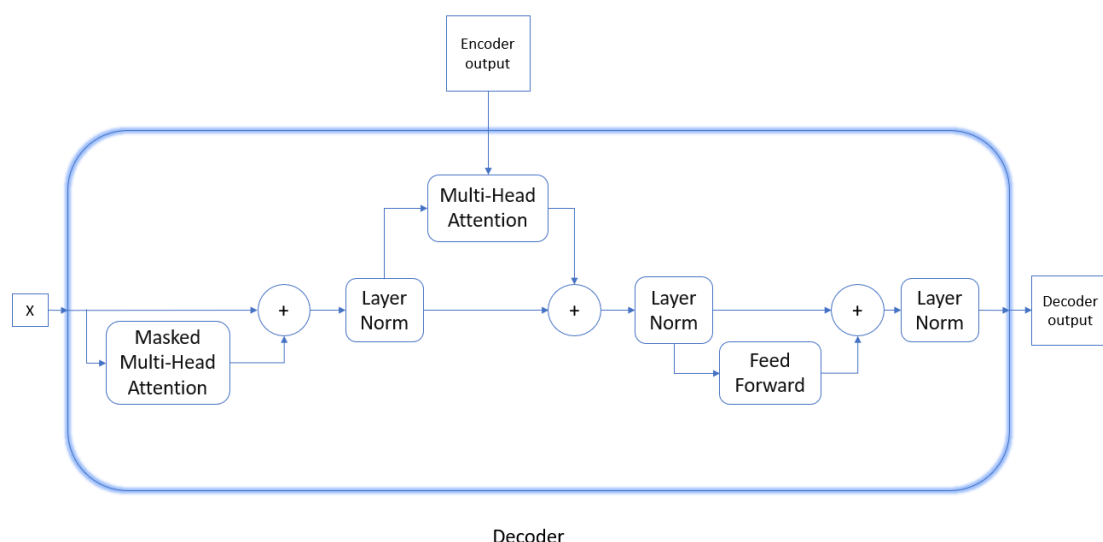 Encoder
output
Multi-Head
Attention
X
+
Layer
Norm
Masked
Multi-Head
Attention
+
Layer
Norm
Feed
Forward
+
Layer
Norm
Decoder
output
Decoder